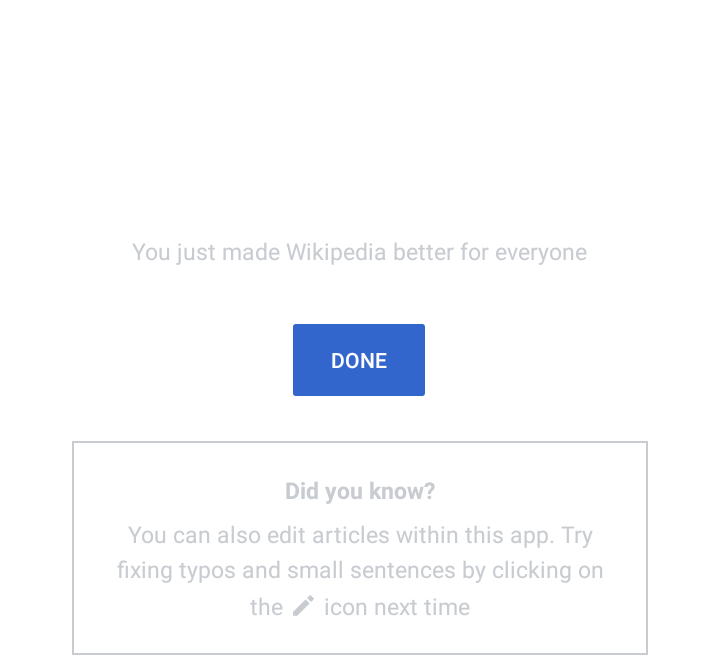 You just made Wikipedia better for everyone
DONE
Did you know?
You can also edit articles within this app. Try
fixing typos and small sentences by clicking on
the icon next time